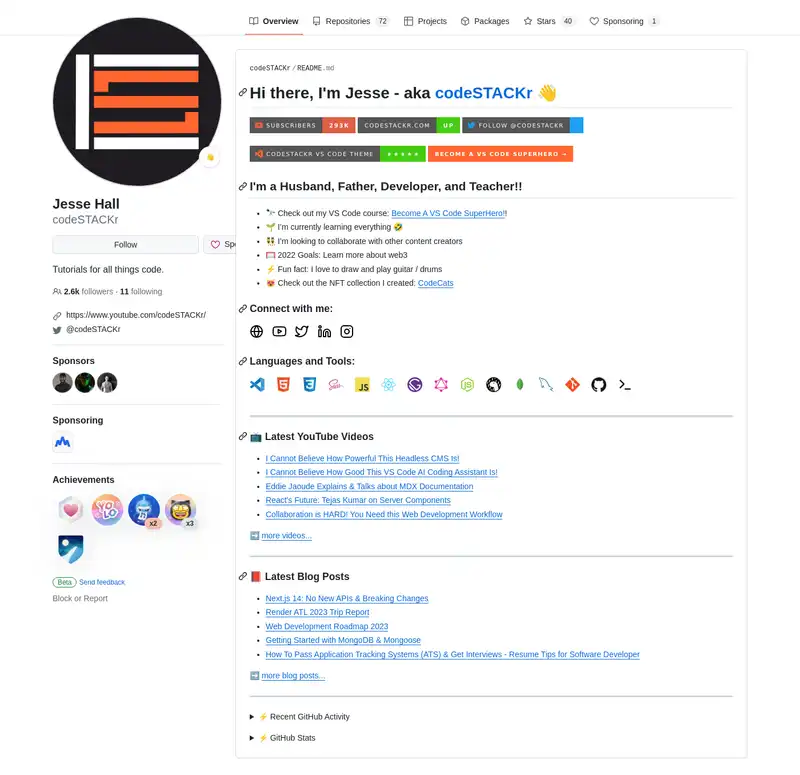 Overview Repositories 72 Projects Packages Stars 40 Sponsoring 1
Jesse Hall
codeSTACKr
Follow
Tutorials for all things code.
2.6k followers · 11 following
https://www.youtube.com/codeSTACKr/
@codeSTACKr
Sponsors
Sponsoring
Achievements
YOLO
x2
x3
Beta Send feedback
Block or Report
codeSTACKr / README.md
Hi there, I'm Jesse - aka codeSTACKr 👋
SUBSCRIBERS 293K CODESTACKR.COM UP FOLLOW @CODESTACKR
CODESTACKR VS CODE THEME ★★★★★ BECOME A VS CODE SUPERHERO →
I'm a Husband, Father, Developer, and Teacher!!
🔭 Check out my VS Code course: Become A VS Code SuperHero!!
🌱 I'm currently learning everything 🤣
👯 I'm looking to collaborate with other content creators
🥅 2022 Goals: Learn more about web3
⚡ Fun fact: I love to draw and play guitar / drums
😻 Check out the NFT collection I created: CodeCats
Connect with me:
Languages and Tools:
JS
📺 Latest YouTube Videos
I Cannot Believe How Powerful This Headless CMS Is!
I Cannot Believe How Good This VS Code AI Coding Assistant Is!
Eddie Jaoude Explains & Talks about MDX Documentation
React's Future: Tejas Kumar on Server Components
Collaboration is HARD! You Need this Web Development Workflow
➡️ more videos...
📕 Latest Blog Posts
Next.js 14: No New APIs & Breaking Changes
Render ATL 2023 Trip Report
Web Development Roadmap 2023
Getting Started with MongoDB & Mongoose
How To Pass Application Tracking Systems (ATS) & Get Interviews - Resume Tips for Software Developer
➡️ more blog posts...
⚡ Recent GitHub Activity
⚡ GitHub Stats